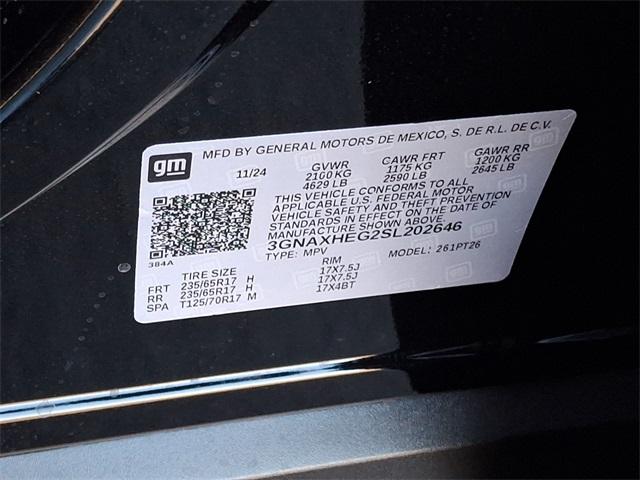 gm
MFD BY GENERAL MOTORS DE MEXICO, S. DE R.L. DE C.V.
11/24 GVWR CAWR FRT GAWR RR
2100 KG 1175 KG 1200 KG
4629 LB 2590 LB 2645 LB
THIS VEHICLE CONFORMS TO ALL
APPLICABLE U.S. FEDERAL MOTOR
VEHICLE SAFETY AND THEFT PREVENTION
STANDARDS IN EFFECT ON THE DATE OF
MANUFACTURE SHOWN ABOVE.
3GNAXHEG2SL202646
TYPE: MPV MODEL: 261PT26
384A
TIRE SIZE RIM
FRT 235/65R17 H 17X7.5J
RR 235/65R17 H 17X7.5J
SPA T125/70R17 M 17X4BT